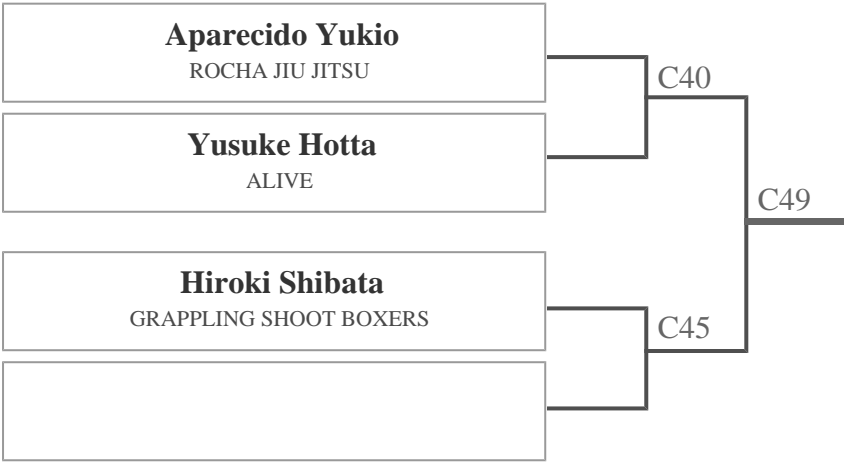 Aparecido Yukio
ROCHA JIU JITSU
C40
Yusuke Hotta
ALIVE
C49
Hiroki Shibata
GRAPPLING SHOOT BOXERS
C45